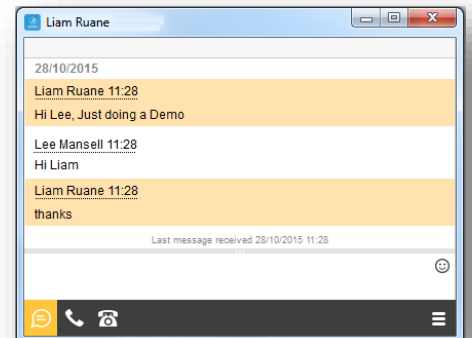 Liam Ruane
28/10/2015
Liam Ruane 11:28
Hi Lee, Just doing a Demo
Lee Mansell 11:28
Hi Liam
Liam Ruane 11:28
thanks
Last message received 28/10/2015 11:28